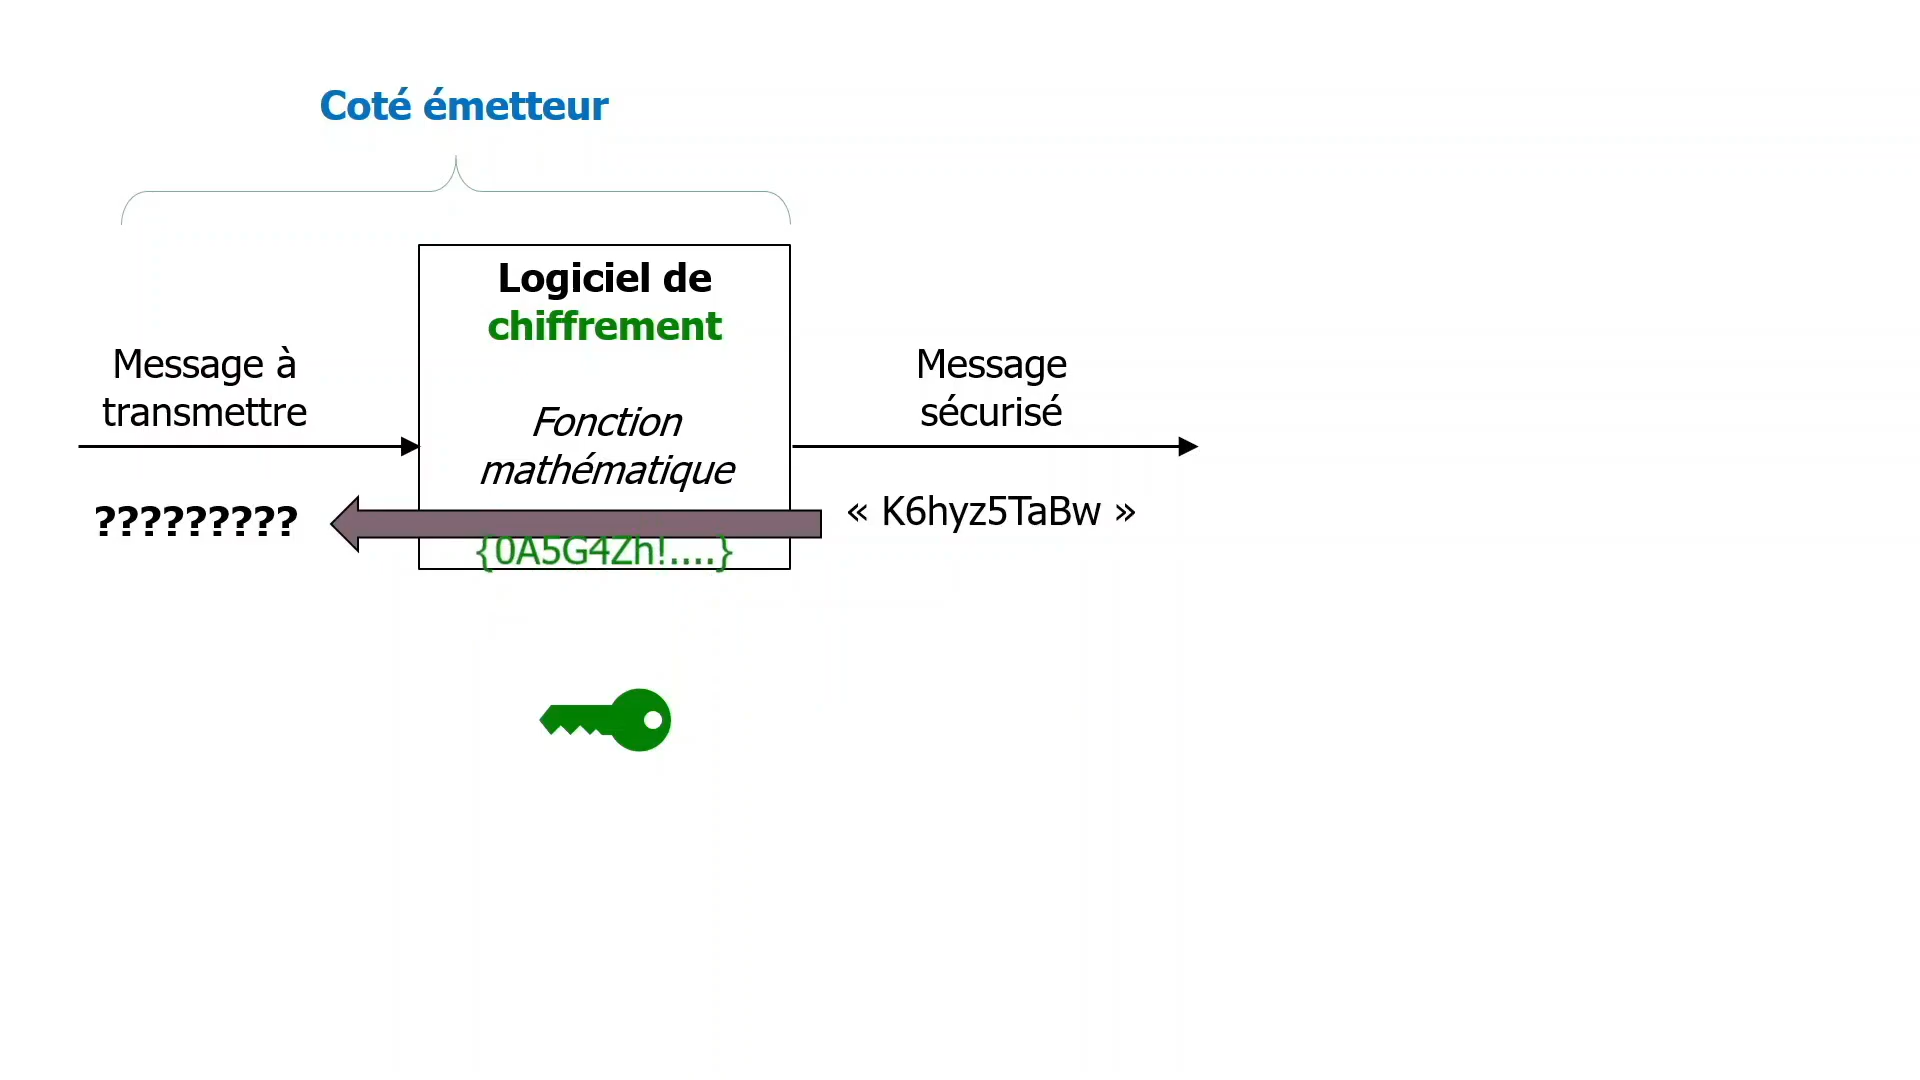 Coté émetteur
Logiciel de
chiffrement
Message à
transmettre
Fonction
mathématique
Message
sécurisé
?????????
« K6hyz5TaBw »
{0A5G4Zh!....}